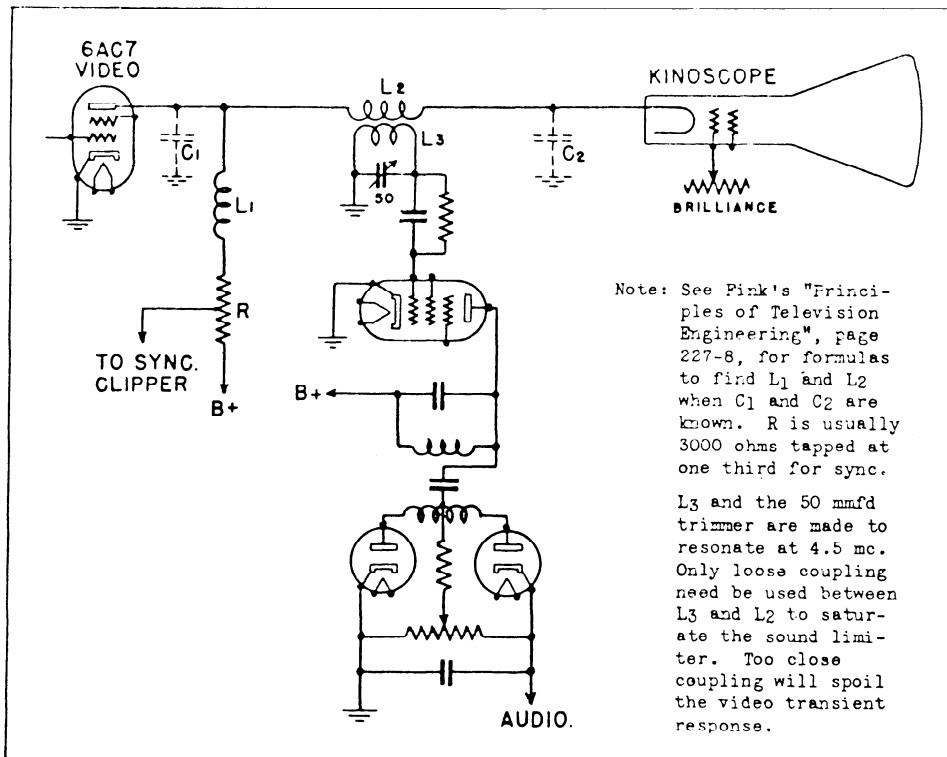 6AC7
VIDEO
L2
KINOSCOPE
C1
L3
C2
50
BRILLIANCE
L1
R
TO SYNC.
CLIPPER
B+
B+
AUDIO.
Note: See Fink's "Princi-
ples of Television
Engineering", page
227-8, for formulas
to find L1 and L2
when C1 and C2 are
known. R is usually
3000 ohms tapped at
one third for sync.
L3 and the 50 mmfd
trimmer are made to
resonate at 4.5 mc.
Only loose coupling
need be used between
L3 and L2 to satur-
ate the sound limi-
ter. Too close
coupling will spoil
the video transient
response.